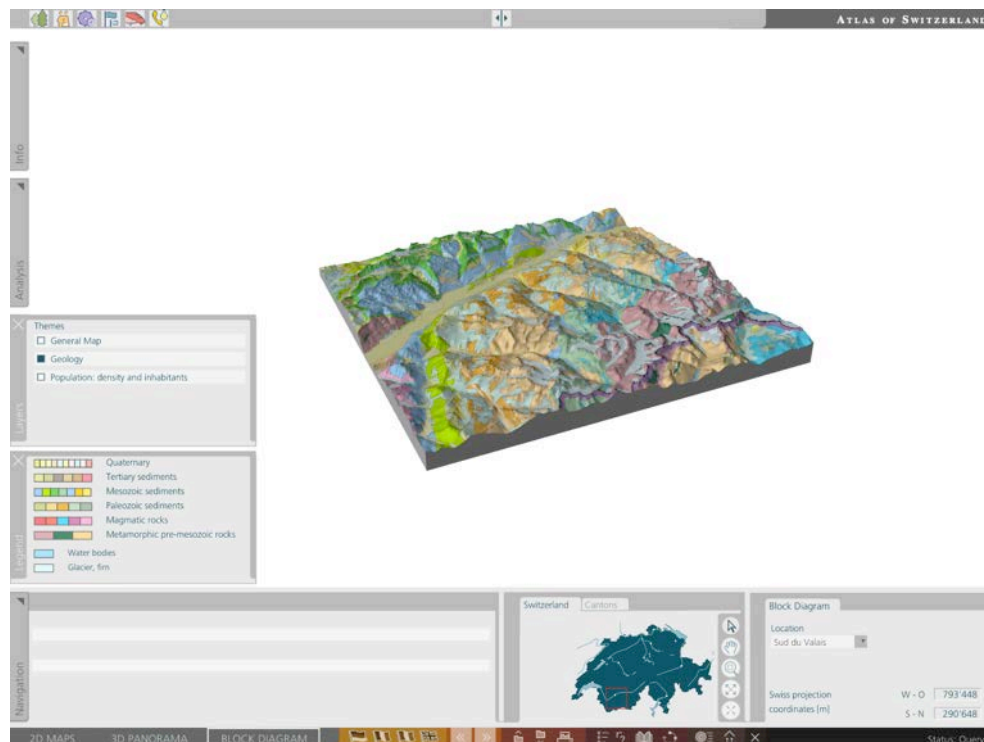 ATLAS OF SWITZERLAND
Info
Analysis
Layers
Themes
General Map
Geology
Population: density and inhabitants
Legend
Quaternary
Tertiary sediments
Mesozoic sediments
Paleozoic sediments
Magmatic rocks
Metamorphic pre-mesozoic rocks
Water bodies
Glacier, firn
Navigation
Switzerland Cantons
Block Diagram
Location
Sud du Valais
Swiss projection W - O 793'448
coordinates [m] S - N 290'648
2D MAPS 3D PANORAMA BLOCK DIAGRAM Status: Query